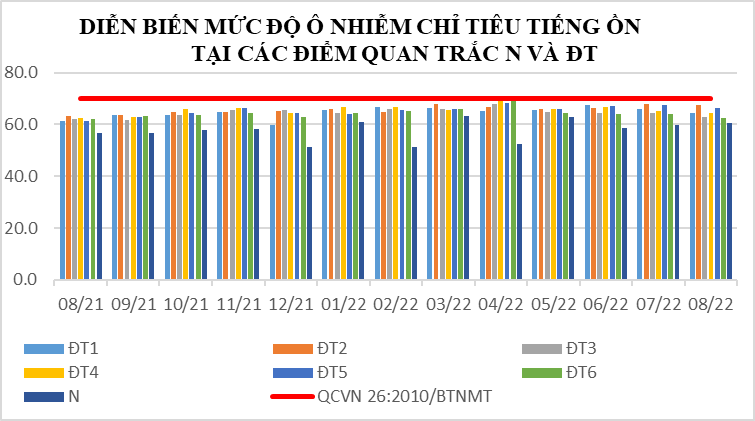 DIỄN BIẾN MỨC ĐỘ Ô NHIỄM CHỈ TIÊU TIẾNG ỒN
TẠI CÁC ĐIỂM QUAN TRẮC N VÀ ĐT
80.0
60.0
40.0
20.0
0.0
08/21 09/21 10/21 11/21 12/21 01/22 02/22 03/22 04/22 05/22 06/22 07/22 08/22
ĐT1 ĐT2 ĐT3
ĐT4 ĐT5 ĐT6
N QCVN 26:2010/BTNMT